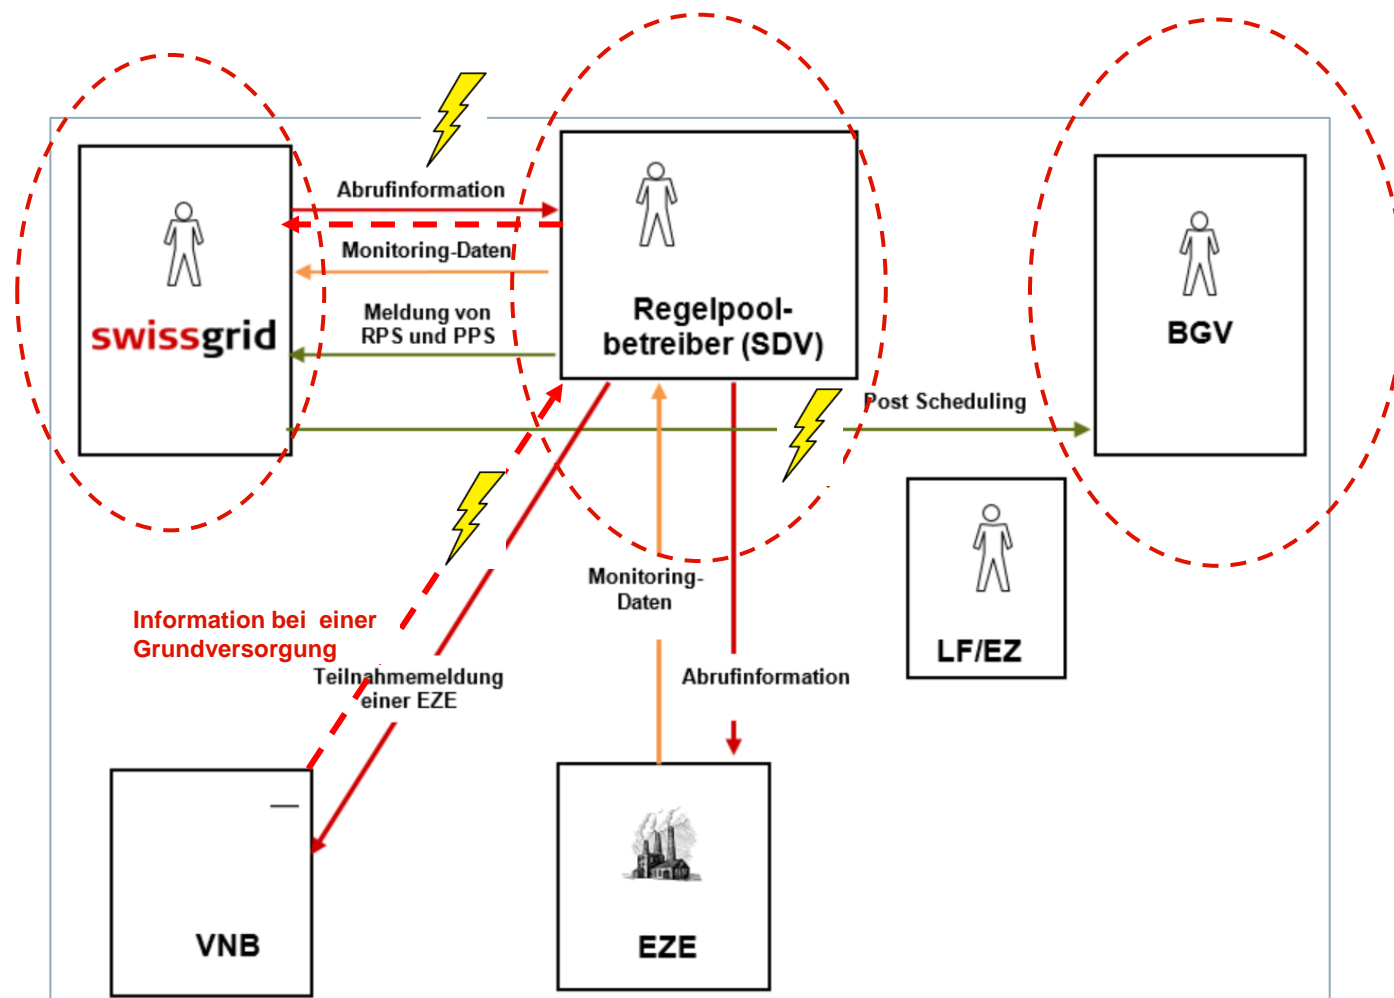 Abrufinformation
Monitoring-Daten
Meldung von
RPS und PPS
swissgrid
Regelpool-
betreiber (SDV)
BGV
Post Scheduling
Monitoring-
Daten
LF/EZ
Information bei einer
Grundversorgung
Teilnahmemeldung
einer EZE
Abrufinformation
VNB
EZE